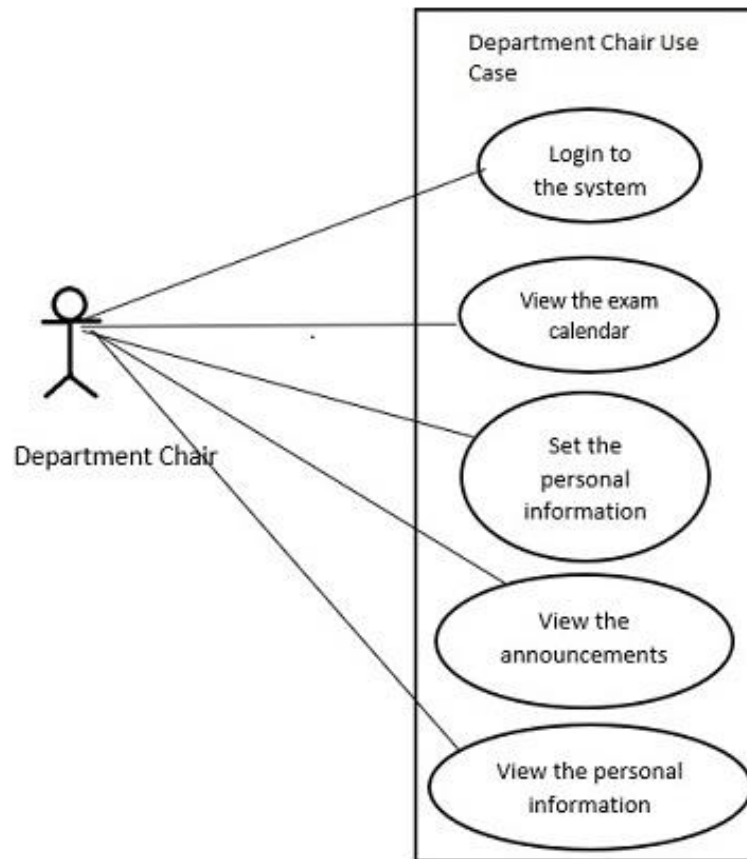 Department Chair Use
Case
Login to
the system
View the exam
calendar
Set the
personal
information
Department Chair
View the
announcements
View the personal
information